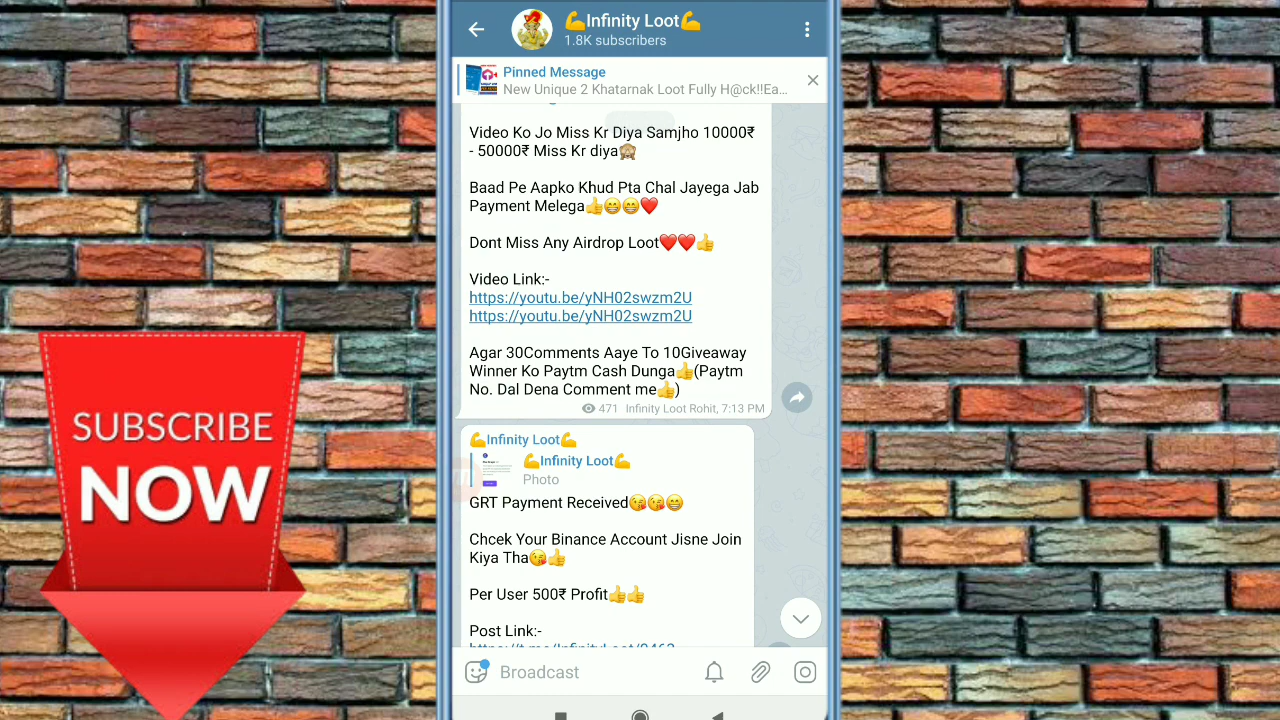 💪Infinity Loot💪
1.8K subscribers
Pinned Message
New Unique 2 Khatarnak Loot Fully H@ck!!Ea...
Video Ko Jo Miss Kr Diya Samjho 10000₹
- 50000₹ Miss Kr diya🙈
Baad Pe Aapko Khud Pta Chal Jayega Jab
Payment Melega👍😁😁❤️
Dont Miss Any Airdrop Loot❤️❤️👍
Video Link:-
https://youtu.be/yNH02swzm2U
https://youtu.be/yNH02swzm2U
Agar 30Comments Aaye To 10Giveaway
Winner Ko Paytm Cash Dunga👍(Paytm
No. Dal Dena Comment me👍)
471 Infinity Loot Rohit, 7:13 PM
💪Infinity Loot💪
💪Infinity Loot💪
Photo
GRT Payment Received😘😘😁
Chcek Your Binance Account Jisne Join
Kiya Tha😘👍
Per User 500₹ Profit👍👍
Post Link:-
Broadcast
SUBSCRIBE
NOW